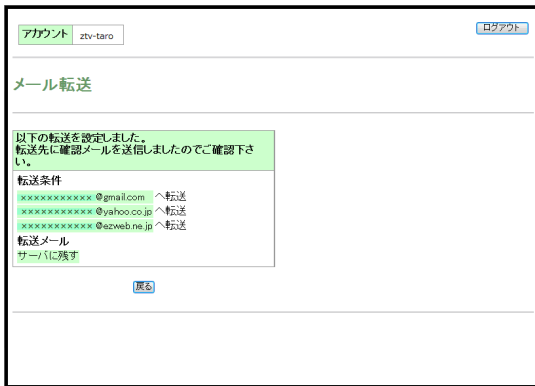 アカウント ztv-taro ログアウト
メール転送
以下の転送を設定しました。
転送先に確認メールを送信しましたのでご確認下さ
い。
転送条件
×××××××××××@gmail.com へ転送
×××××××××××@yahoo.co.jp へ転送
×××××××××××@ezweb.ne.jp へ転送
転送メール
サーバに残す
戻る